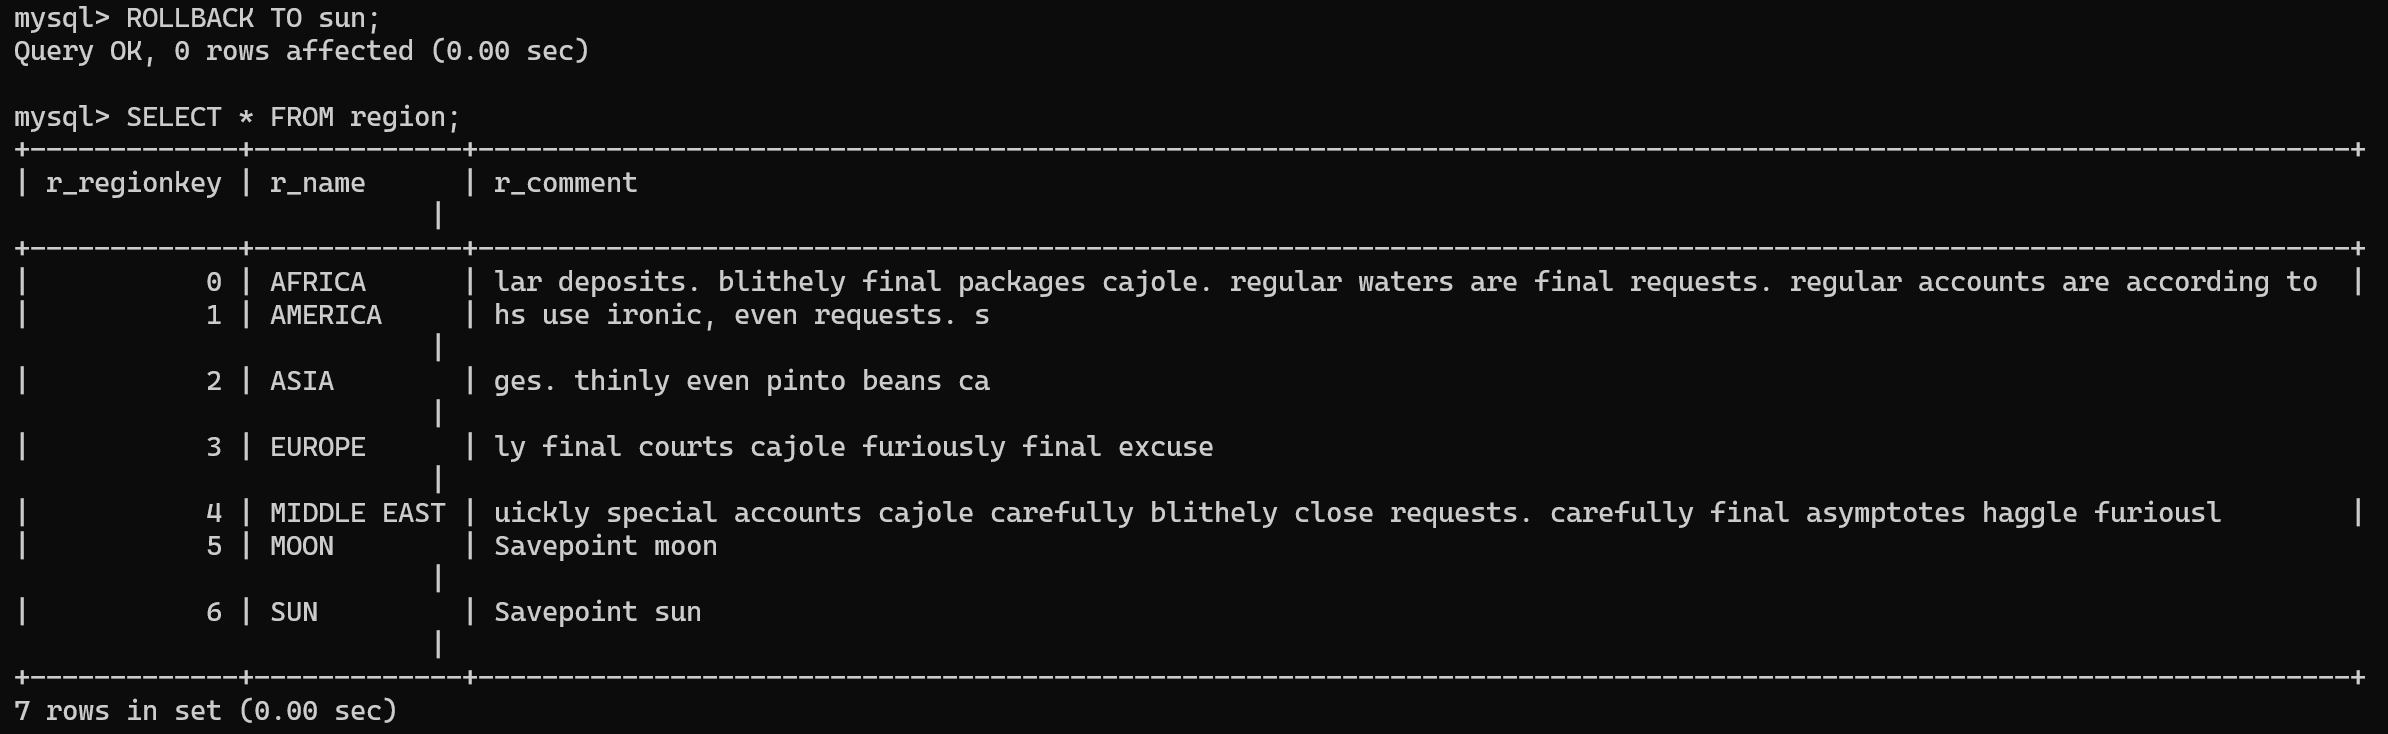 mysql> ROLLBACK TO sun;
Query OK, 0 rows affected (0.00 sec)

mysql> SELECT * FROM region;
+-------------+-------------+---------------------------------------------------------------------------------------------------------------------+
| r_regionkey | r_name      | r_comment
                          |
+-------------+-------------+---------------------------------------------------------------------------------------------------------------------+
|           0 | AFRICA      | lar deposits. blithely final packages cajole. regular waters are final requests. regular accounts are according to  |
|           1 | AMERICA     | hs use ironic, even requests. s
                          |
|           2 | ASIA        | ges. thinly even pinto beans ca
                          |
|           3 | EUROPE      | ly final courts cajole furiously final excuse
                          |
|           4 | MIDDLE EAST | uickly special accounts cajole carefully blithely close requests. carefully final asymptotes haggle furiousl        |
|           5 | MOON        | Savepoint moon
                          |
|           6 | SUN         | Savepoint sun
                          |
+-------------+-------------+---------------------------------------------------------------------------------------------------------------------+
7 rows in set (0.00 sec)